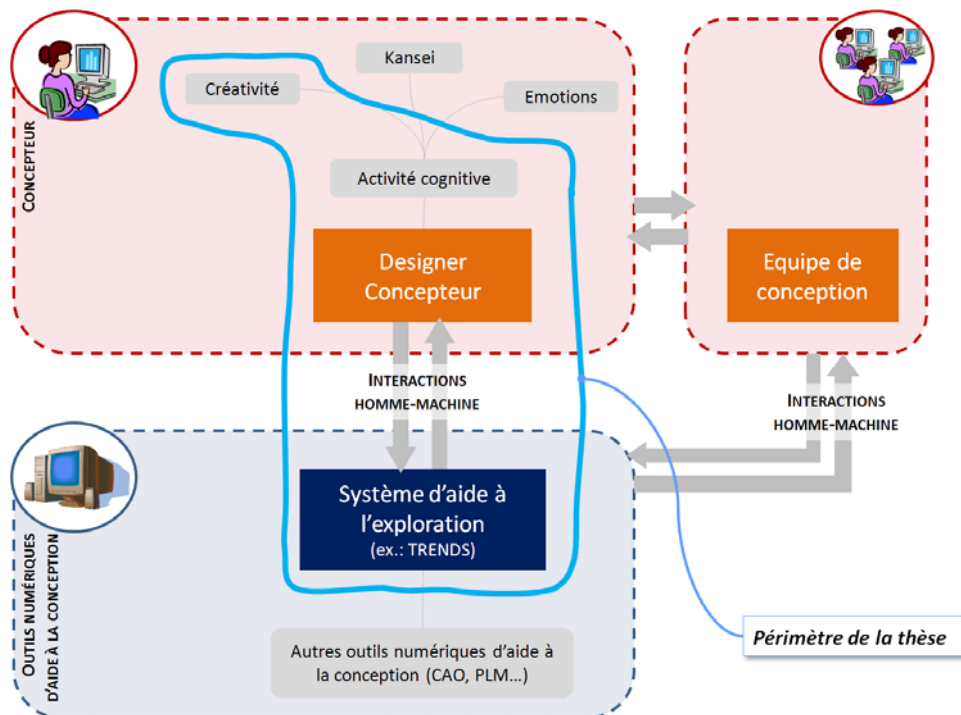 Kansei
Créativité
Emotions
Activité cognitive
CONCEPTEUR
Designer
Concepteur
Equipe de
conception
INTERACTIONS
HOMME-MACHINE
INTERACTIONS
HOMME-MACHINE
Système d'aide à
l'exploration
(ex.: TRENDS)
OUTILS NUMÉRIQUES
D'AIDE À LA CONCEPTION
Autres outils numériques d'aide à
la conception (CAO, PLM...)
Périmètre de la thèse